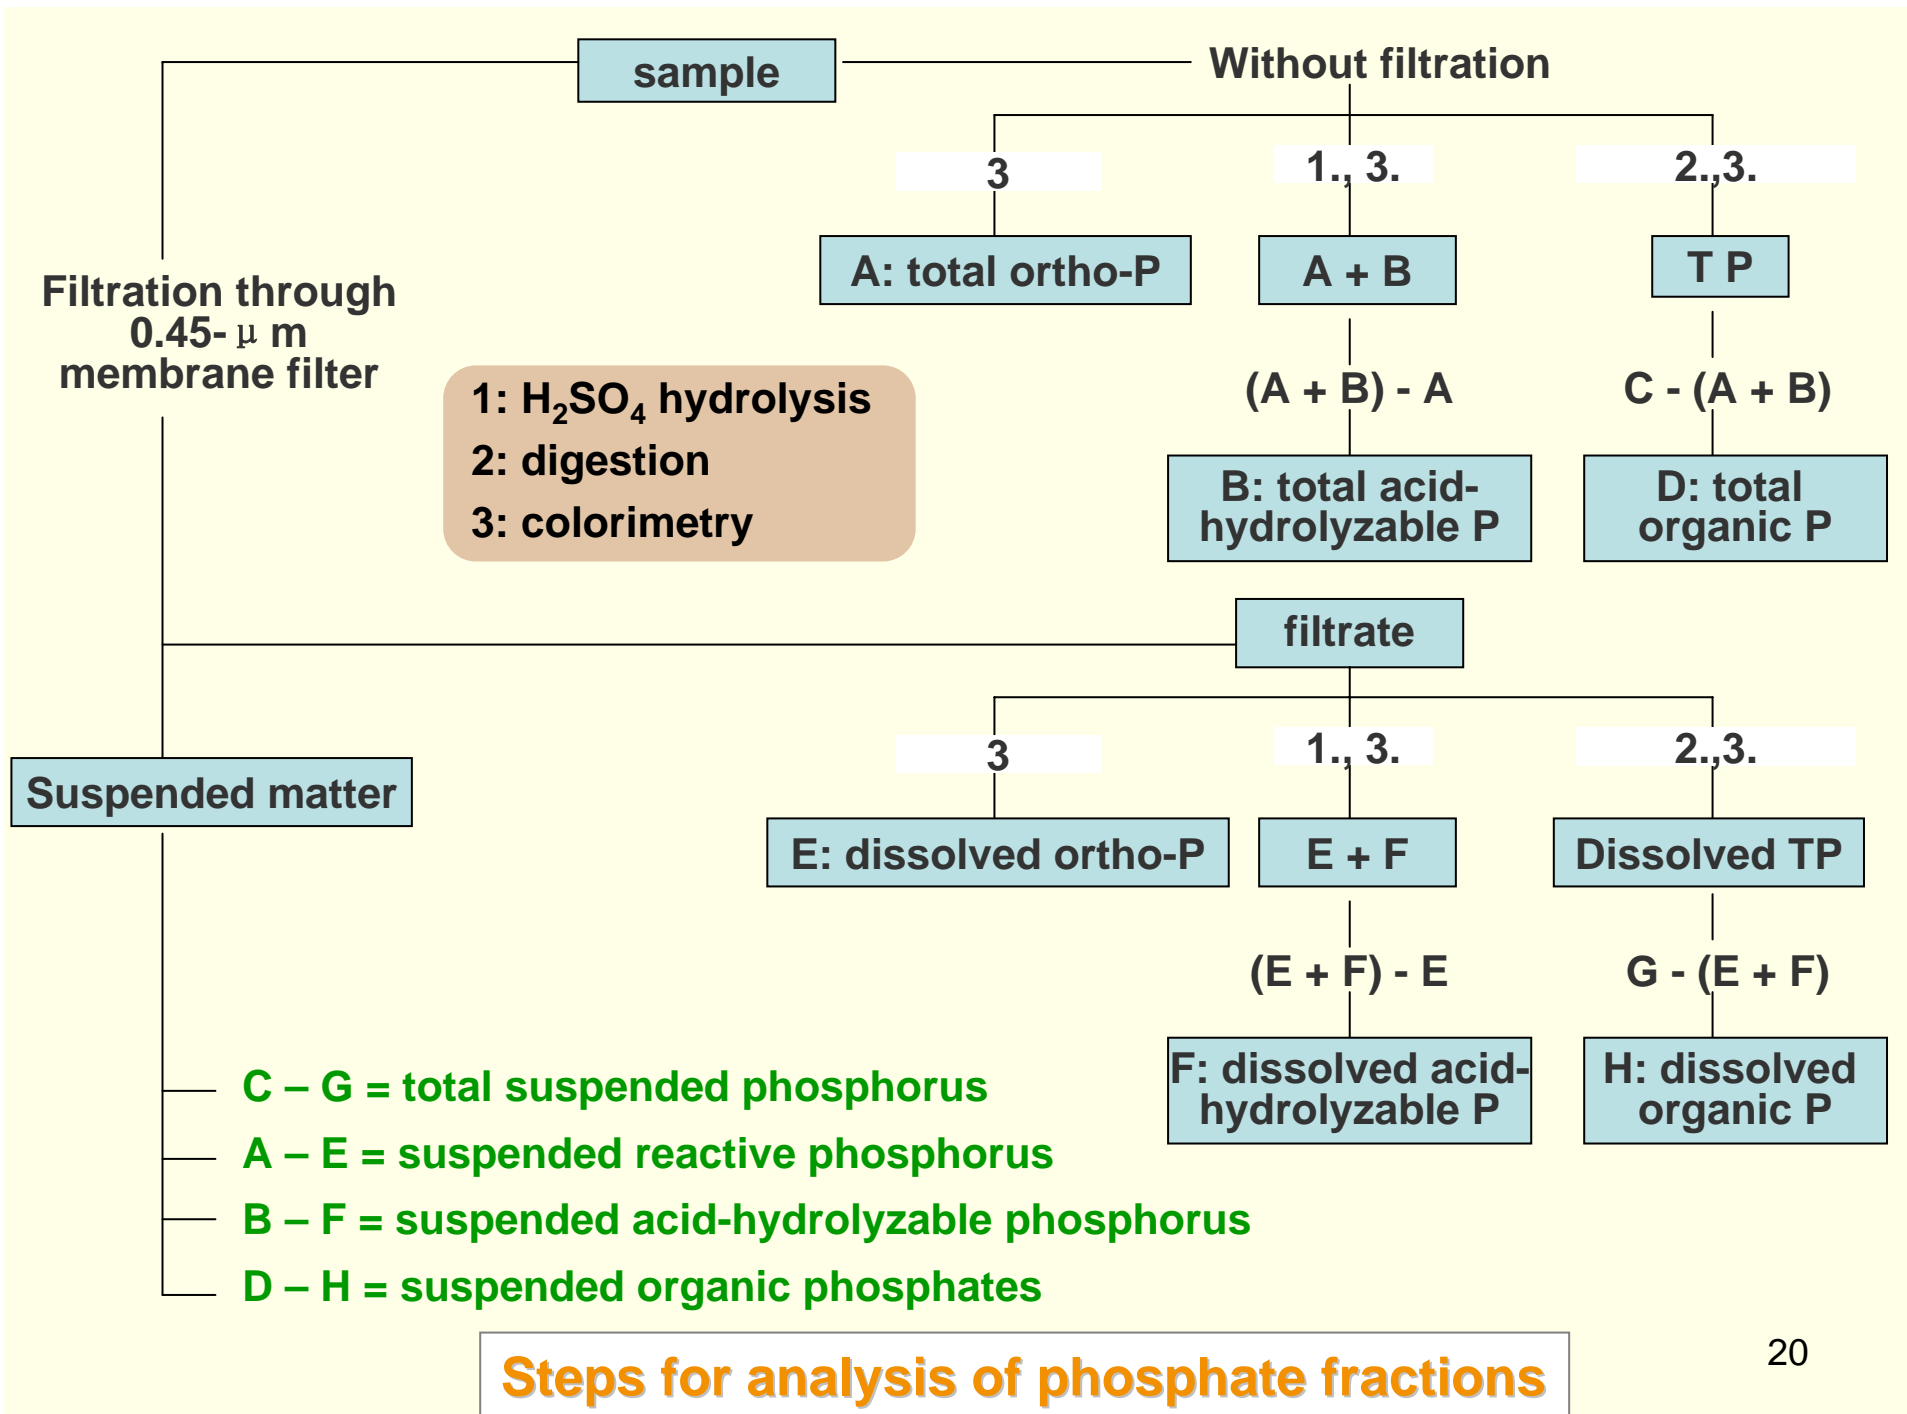 sample
Without filtration
3
1., 3.
2.,3.
A: total ortho-P
A + B
T P
Filtration through
0.45- μ m
membrane filter
(A + B) - A
C - (A + B)
1: H₂SO₄ hydrolysis
2: digestion
3: colorimetry
B: total acid-
hydrolyzable P
D: total
organic P
filtrate
3
1., 3.
2.,3.
Suspended matter
E: dissolved ortho-P
E + F
Dissolved TP
(E + F) - E
G - (E + F)
F: dissolved acid-
hydrolyzable P
H: dissolved
organic P
C – G = total suspended phosphorus
A – E = suspended reactive phosphorus
B – F = suspended acid-hydrolyzable phosphorus
D – H = suspended organic phosphates
Steps for analysis of phosphate fractions
20